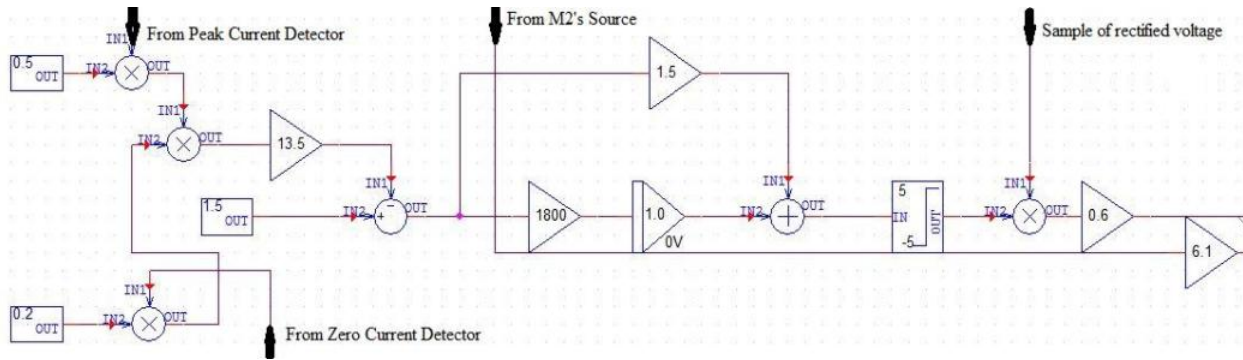 From Peak Current Detector
From M2's Source
Sample of rectified voltage
IN1
0.5
OUT
IN2
OUT
1.5
IN1
IN2
OUT
13.5
IN1
IN1
IN1
1.5
OUT
IN2
OUT
1800
1.0
0V
IN2
OUT
5
IN
OUT
-5
IN2
OUT
0.6
6.1
IN1
0.2
OUT
IN2
OUT
From Zero Current Detector